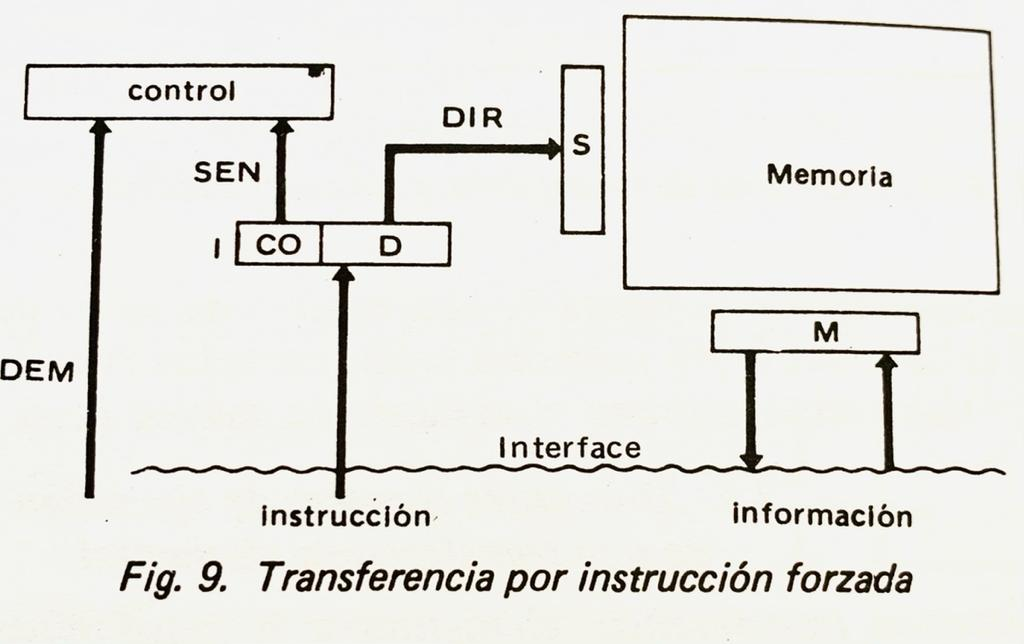 control
DIR
S
SEN
Memoria
I
CO
D
M
DEM
Interface
instrucción
información
Fig. 9. Transferencia por instrucción forzada